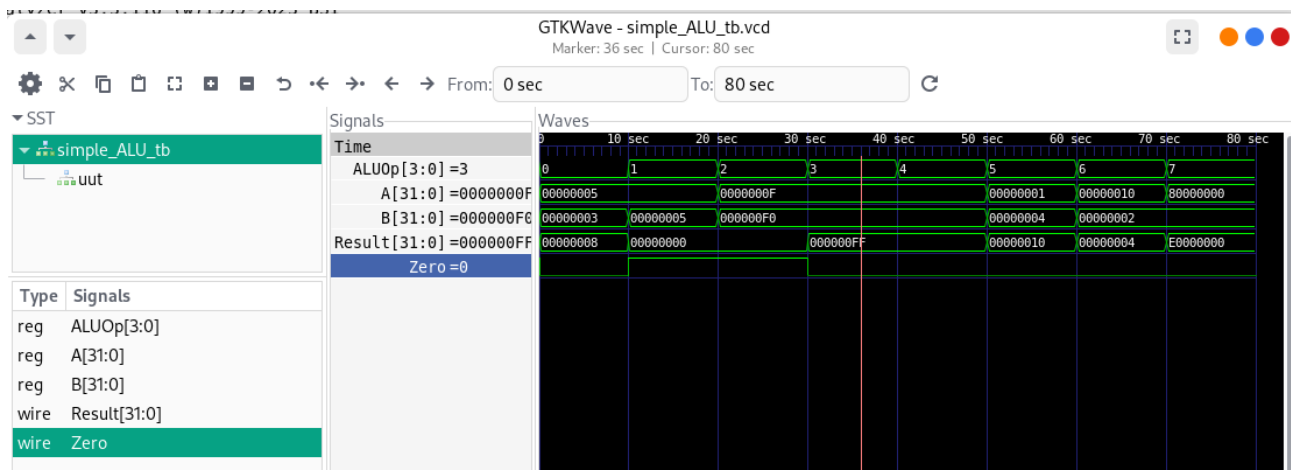 GTKWave - simple_ALU_tb.vcd
Marker: 36 sec | Cursor: 80 sec
From: 0 sec To: 80 sec
SST
simple_ALU_tb
uut
Type Signals
reg ALUOp[3:0]
reg A[31:0]
reg B[31:0]
wire Result[31:0]
wire Zero
Signals
Time
ALUOp[3:0] =3
A[31:0] =0000000F
B[31:0] =000000F0
Result[31:0] =000000FF
Zero =0
Waves
0 10 sec 20 sec 30 sec 40 sec 50 sec 60 sec 70 sec 80 sec
0 1 2 3 4 5 6 7
00000005 0000000F 00000001 00000010 80000000
00000003 00000005 000000F0 00000004 00000002
00000008 00000000 000000FF 00000010 00000004 E0000000